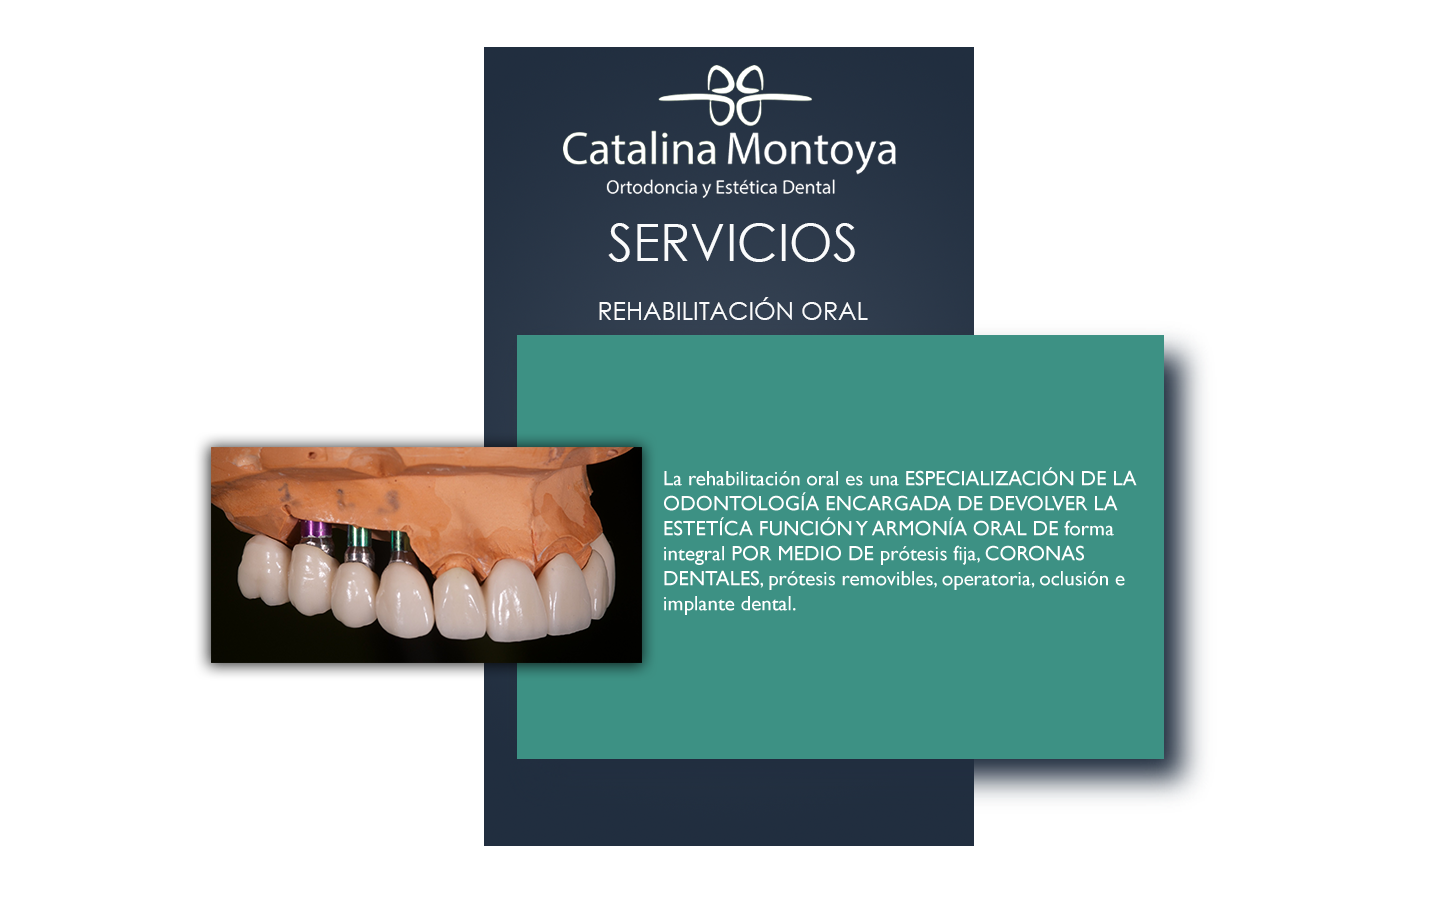 Catalina Montoya
Ortodoncia y Estética Dental
SERVICIOS
REHABILITACIÓN ORAL
La rehabilitación oral es una ESPECIALIZACIÓN DE LA
ODONTOLOGÍA ENCARGADA DE DEVOLVER LA
ESTETÍCA FUNCIÓN Y ARMONÍA ORAL DE forma
integral POR MEDIO DE prótesis fija, CORONAS
DENTALES, prótesis removibles, operatoria, oclusión e
implante dental.